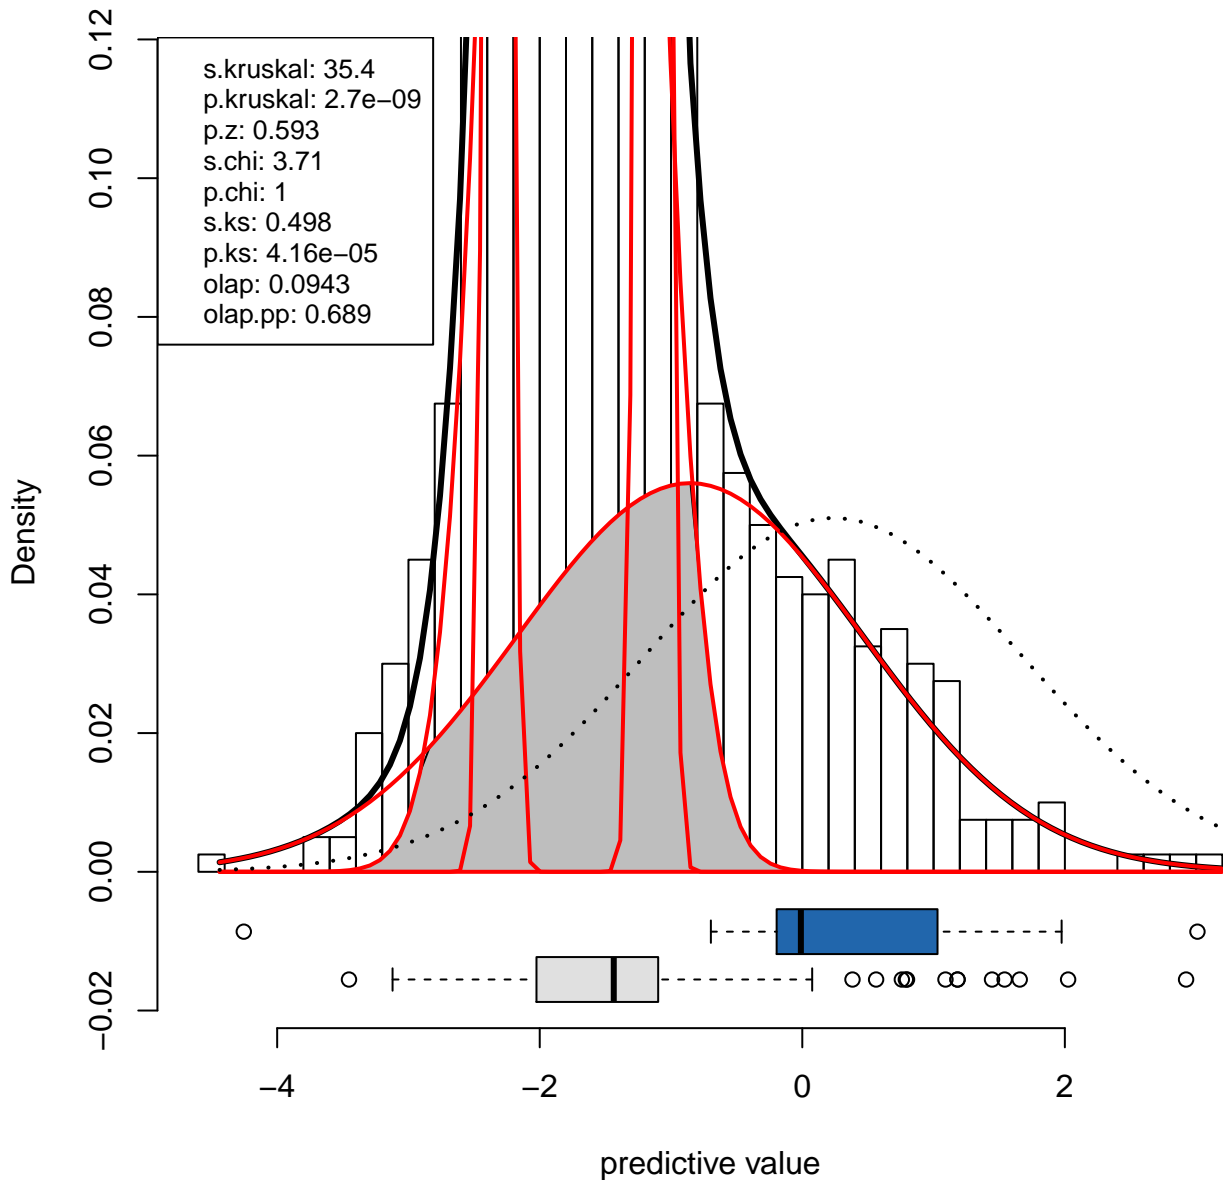 s.kruskal: 35.4
p.kruskal: 2.7e−09
p.z: 0.593
s.chi: 3.71
p.chi: 1
s.ks: 0.498
p.ks: 4.16e−05
olap: 0.0943
olap.pp: 0.689
Density
0.12
0.10
0.08
0.06
0.04
0.02
0.00
−0.02
−4 −2 0 2
predictive value